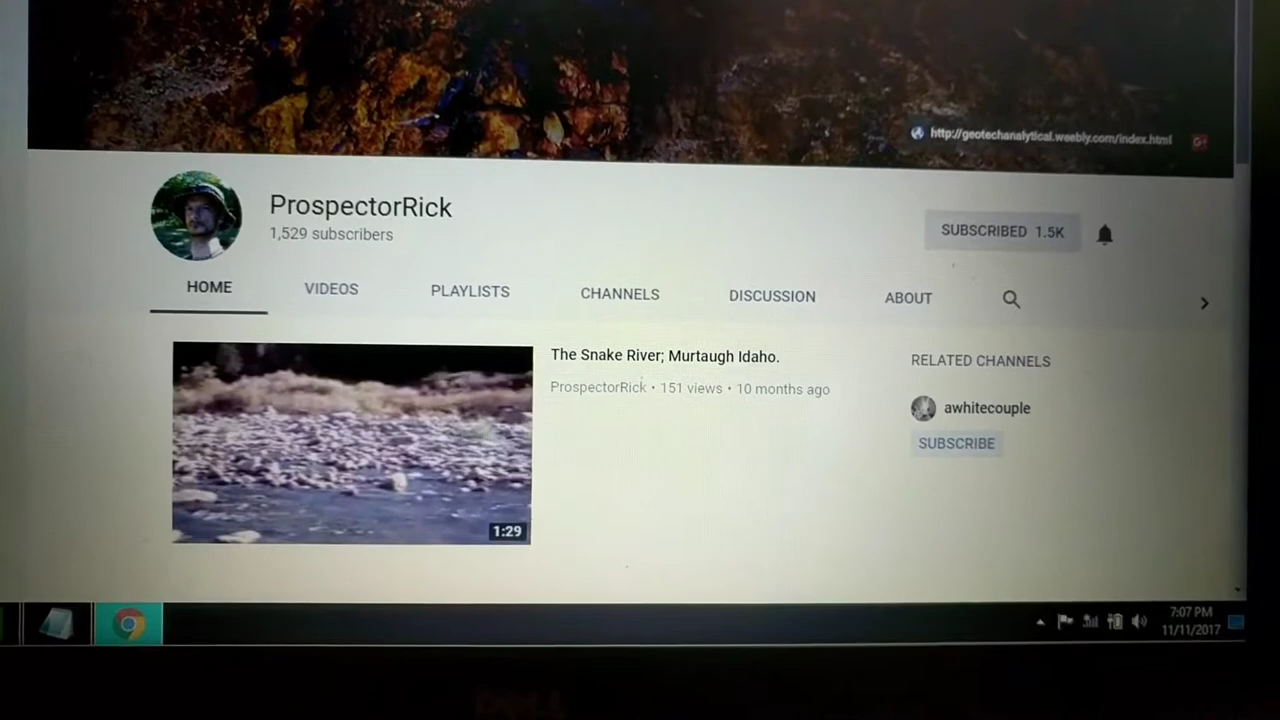 http://geotechanalytical.weebly.com/index.html
G+
ProspectorRick
1,529 subscribers
SUBSCRIBED 1.5K
HOME VIDEOS PLAYLISTS CHANNELS DISCUSSION ABOUT
The Snake River; Murtaugh Idaho.
ProspectorRick • 151 views • 10 months ago
1:29
RELATED CHANNELS
awhitecouple
SUBSCRIBE
7:07 PM
11/11/2017
DELL